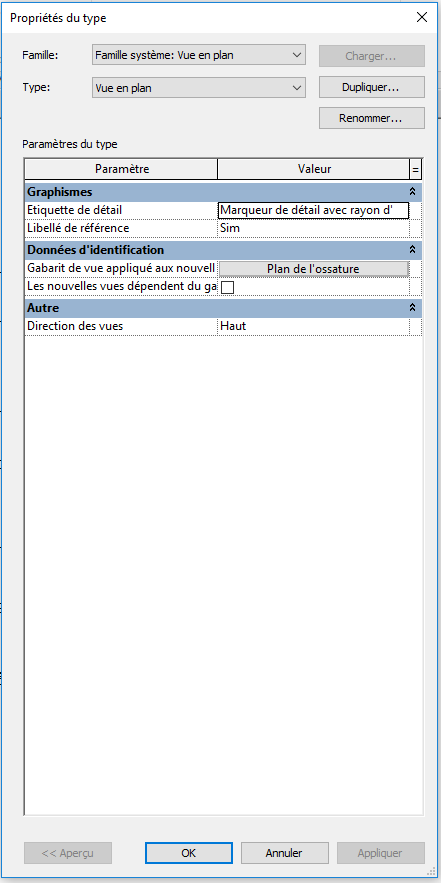 Propriétés du type
Famille: Famille système: Vue en plan Charger...
Type: Vue en plan Dupliquer...
Renommer...
Paramètres du type
Paramètre Valeur =
Graphismes
Etiquette de détail Marqueur de détail avec rayon d'
Libellé de référence Sim
Données d'identification
Gabarit de vue appliqué aux nouvell Plan de l'ossature
Les nouvelles vues dépendent du ga
Autre
Direction des vues Haut
<< Aperçu OK Annuler Appliquer